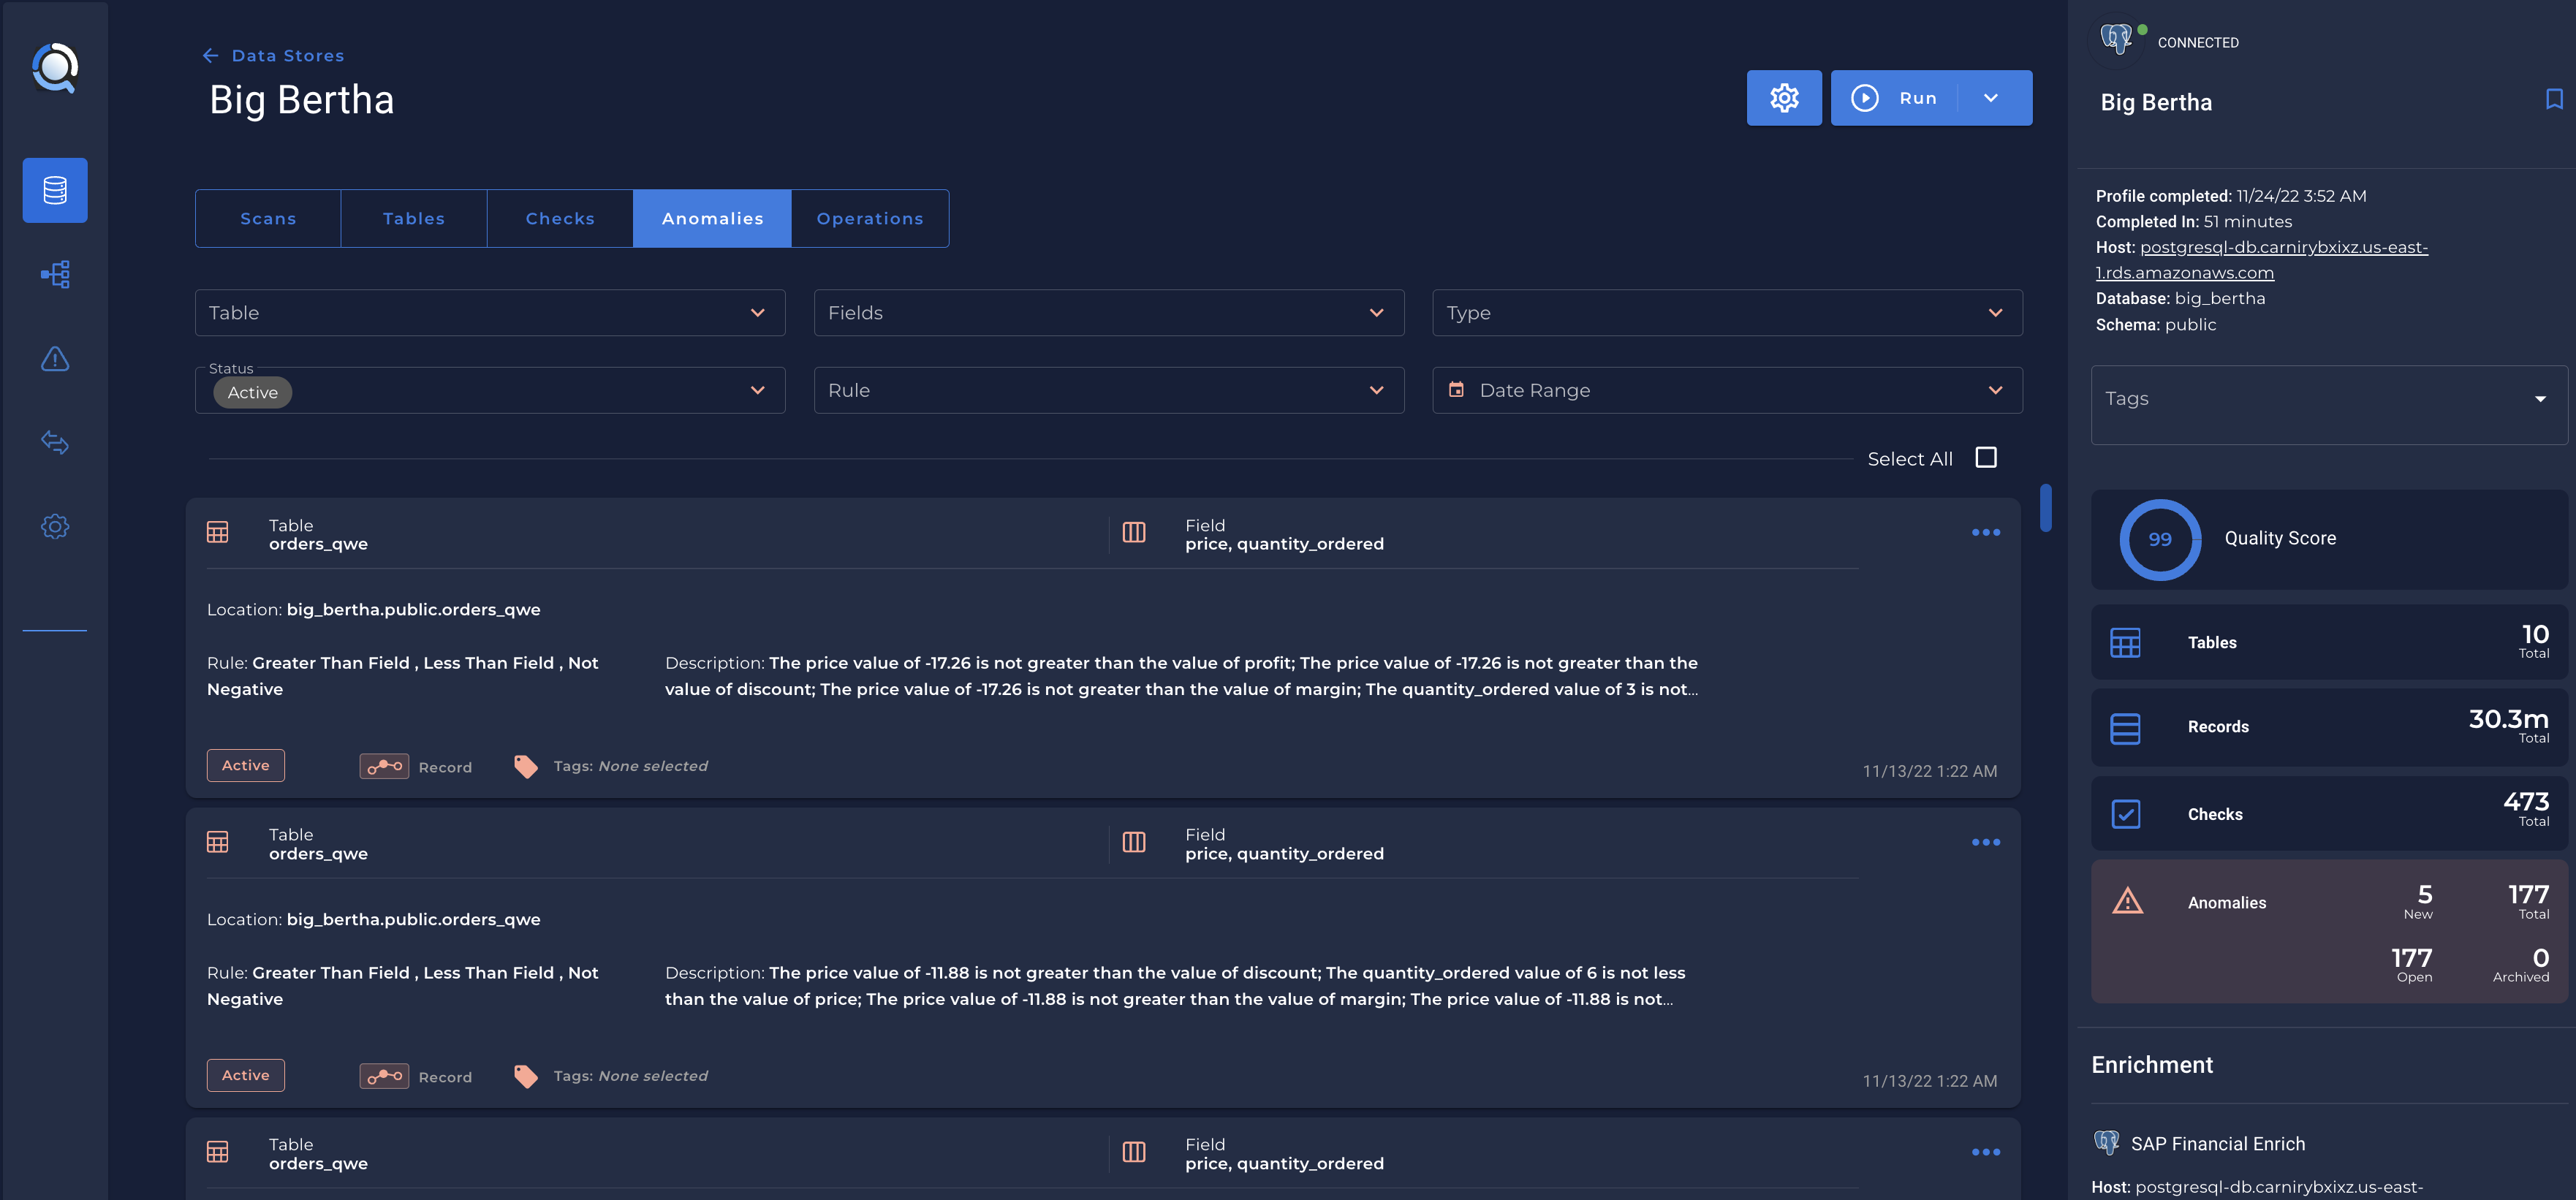 Data Stores
Big Bertha
Run
Scans
Tables
Checks
Anomalies
Operations
Table
Fields
Type
Status
Active
Rule
Date Range
Select All
Table
orders_qwe
Field
price, quantity_ordered
Location: big_bertha.public.orders_qwe
Rule: Greater Than Field , Less Than Field , Not
Negative
Description: The price value of -17.26 is not greater than the value of profit; The price value of -17.26 is not greater than the
value of discount; The price value of -17.26 is not greater than the value of margin; The quantity_ordered value of 3 is not...
Active
Record
Tags: None selected
11/13/22 1:22 AM
Table
orders_qwe
Field
price, quantity_ordered
Location: big_bertha.public.orders_qwe
Rule: Greater Than Field , Less Than Field , Not
Negative
Description: The price value of -11.88 is not greater than the value of discount; The quantity_ordered value of 6 is not less
than the value of price; The price value of -11.88 is not greater than the value of margin; The price value of -11.88 is not...
Active
Record
Tags: None selected
11/13/22 1:22 AM
Table
orders_qwe
Field
price, quantity_ordered
CONNECTED
Big Bertha
Profile completed: 11/24/22 3:52 AM
Completed In: 51 minutes
Host: postgresql-db.carnirybxixz.us-east-
1.rds.amazonaws.com
Database: big_bertha
Schema: public
Tags
99
Quality Score
Tables
10
Total
Records
30.3m
Total
Checks
473
Total
Anomalies
5
New
177
Total
177
Open
0
Archived
Enrichment
SAP Financial Enrich
Host: postgresql-db.carnirybxixz.us-east-